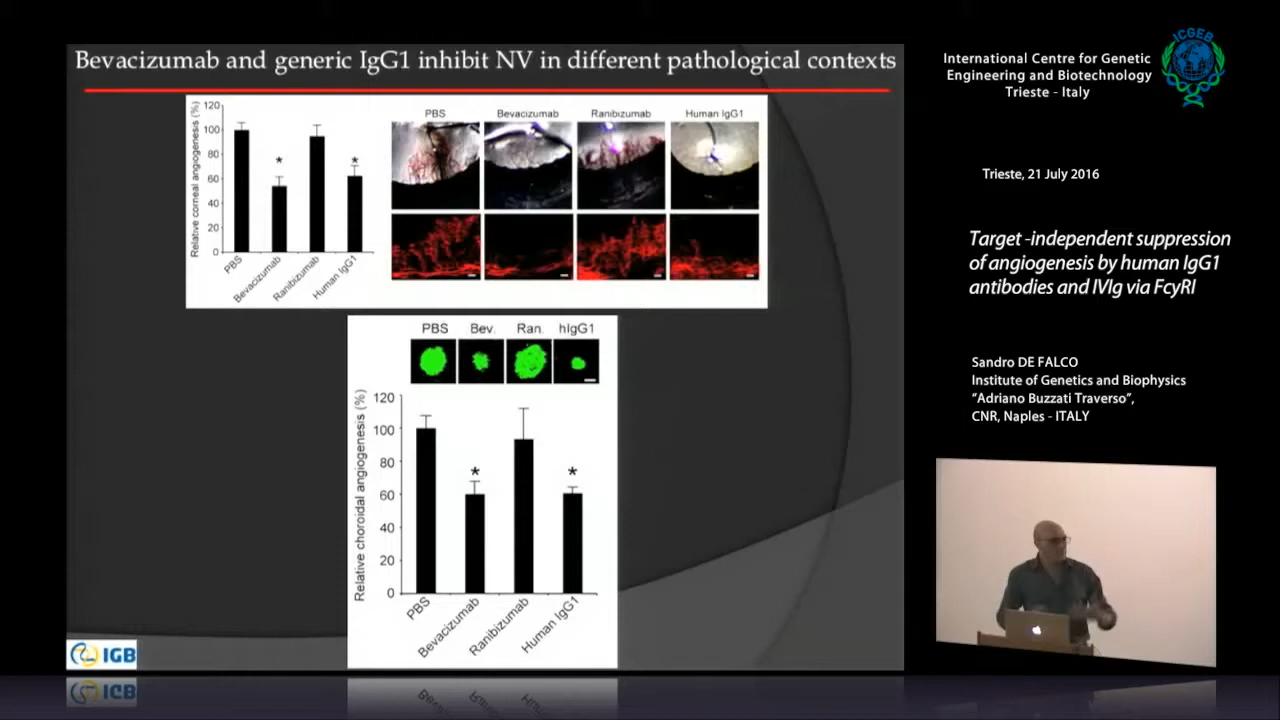 Bevacizumab and generic IgG1 inhibit NV in different pathological contexts
Relative corneal angiogenesis (%)
120
100
80
60
40
20
0
*
*
PBS
Bevacizumab
Ranibizumab
Human IgG1
PBS
Bevacizumab
Ranibizumab
Human IgG1
PBS
Bev.
Ran.
hIgG1
Relative choroidal angiogenesis (%)
120
100
80
60
40
20
0
*
*
PBS
Bevacizumab
Ranibizumab
Human IgG1
IGB
ICGEB
International Centre for Genetic
Engineering and Biotechnology
Trieste - Italy
Trieste, 21 July 2016
Target -independent suppression
of angiogenesis by human IgG1
antibodies and IVIg via FcyRI
Sandro DE FALCO
Institute of Genetics and Biophysics
“Adriano Buzzati Traverso”,
CNR, Naples - ITALY